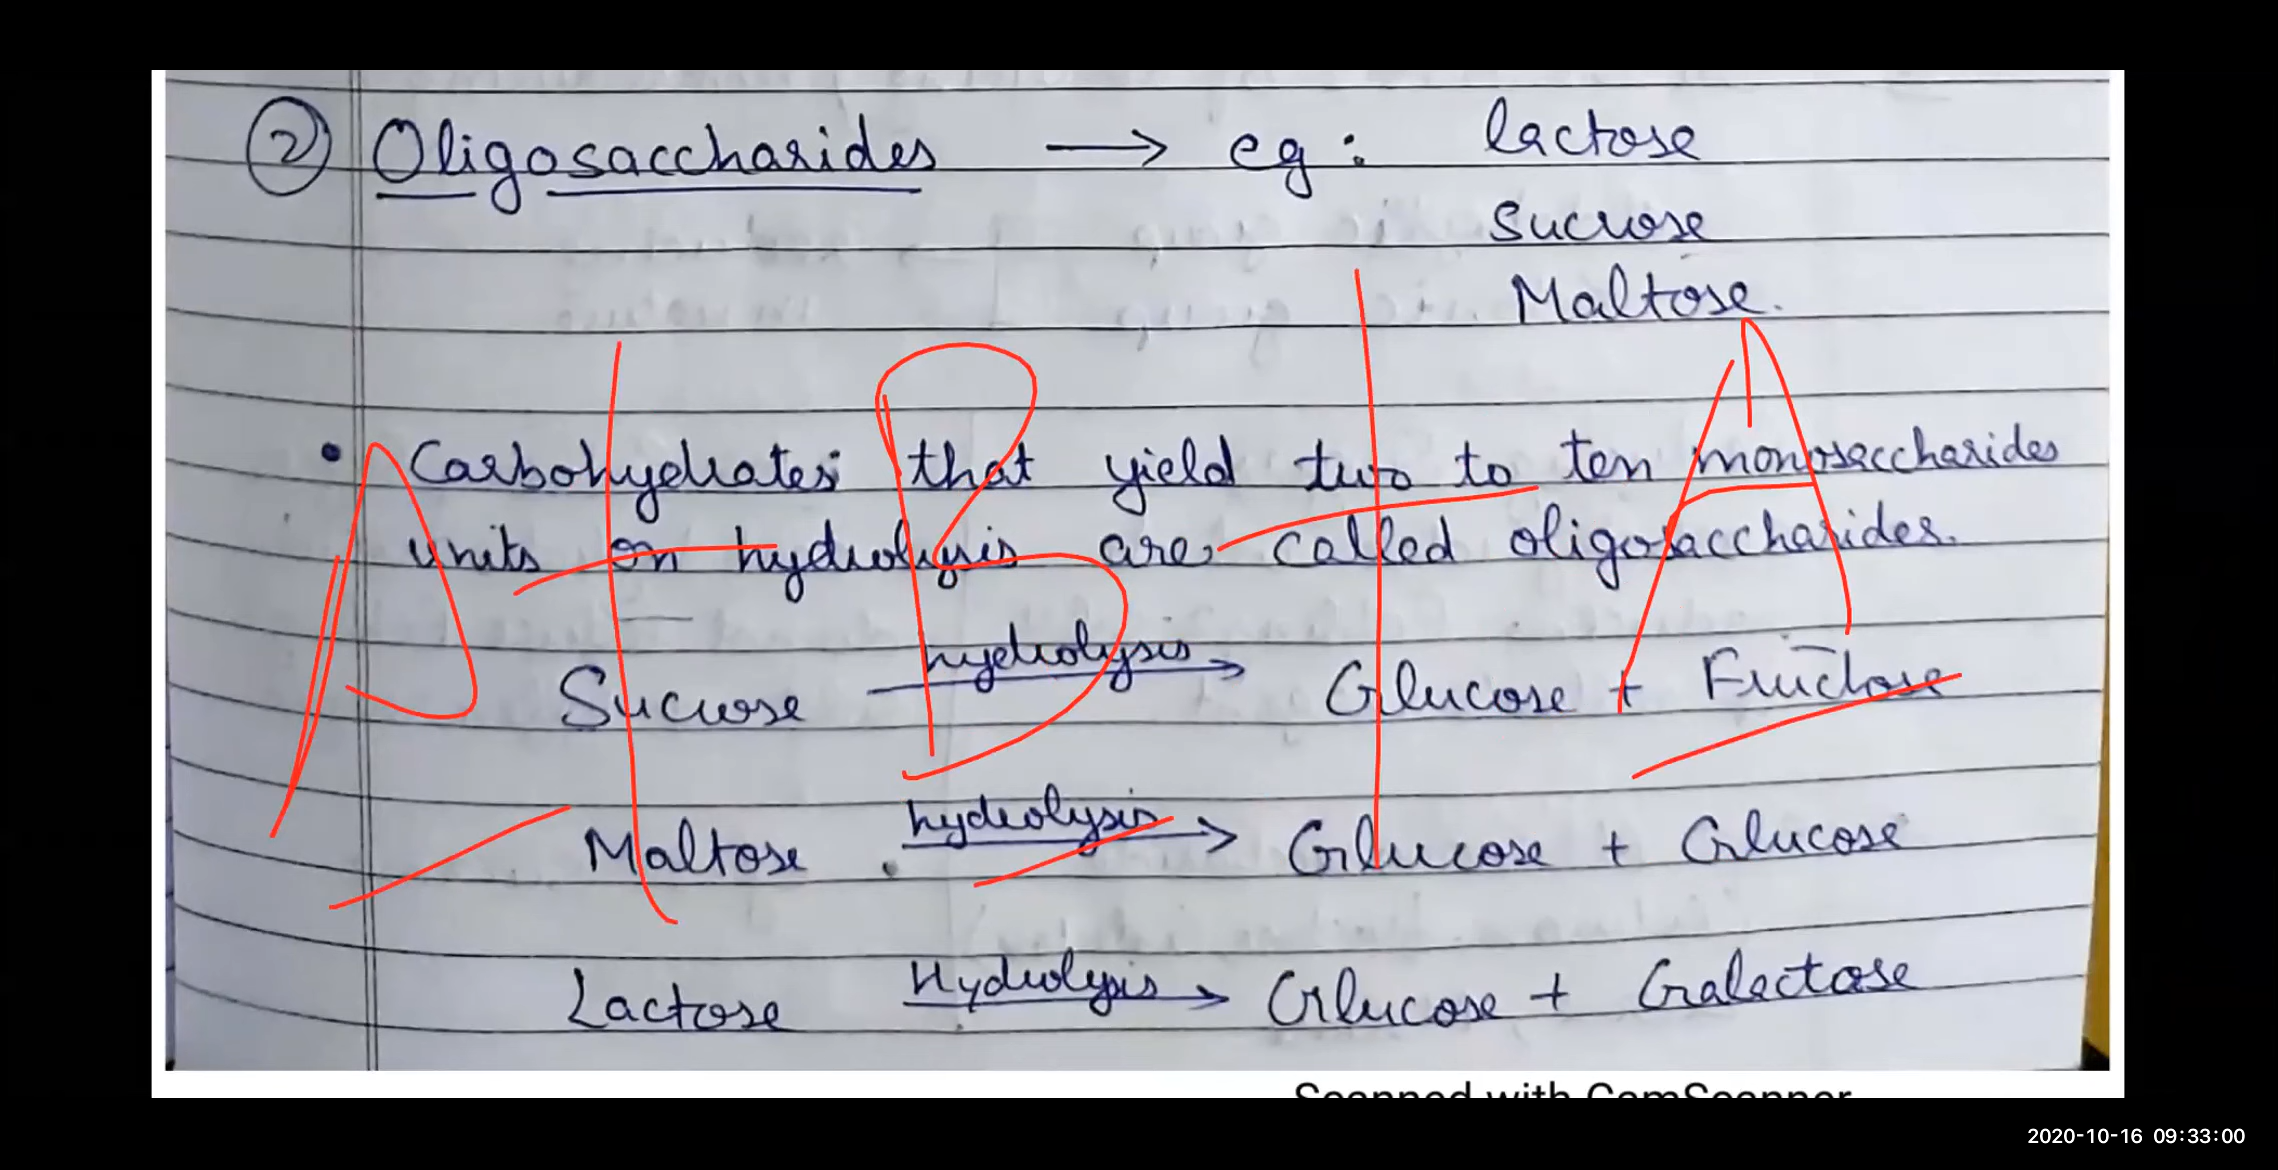 ② Oligosaccharides → eg : lactose
Sucrose
Maltose.
• Carbohydrates that yield two to ten monosaccharides
units on hydrolysis are called oligosaccharides.
Sucrose hydrolysis → Glucose + Fructose
Maltose hydrolysis → Glucose + Glucose
Lactose Hydrolysis → Glucose + Galactose
A + B + A
Scanned with CamScanner
2020-10-16 09:33:00